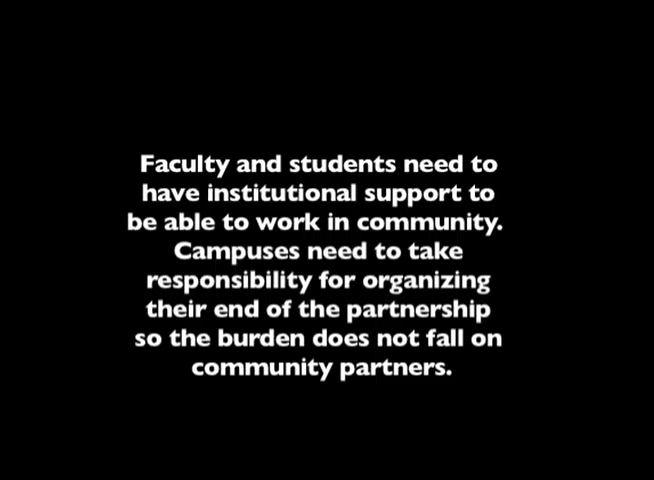 Faculty and students need to
have institutional support to
be able to work in community.
Campuses need to take
responsibility for organizing
their end of the partnership
so the burden does not fall on
community partners.